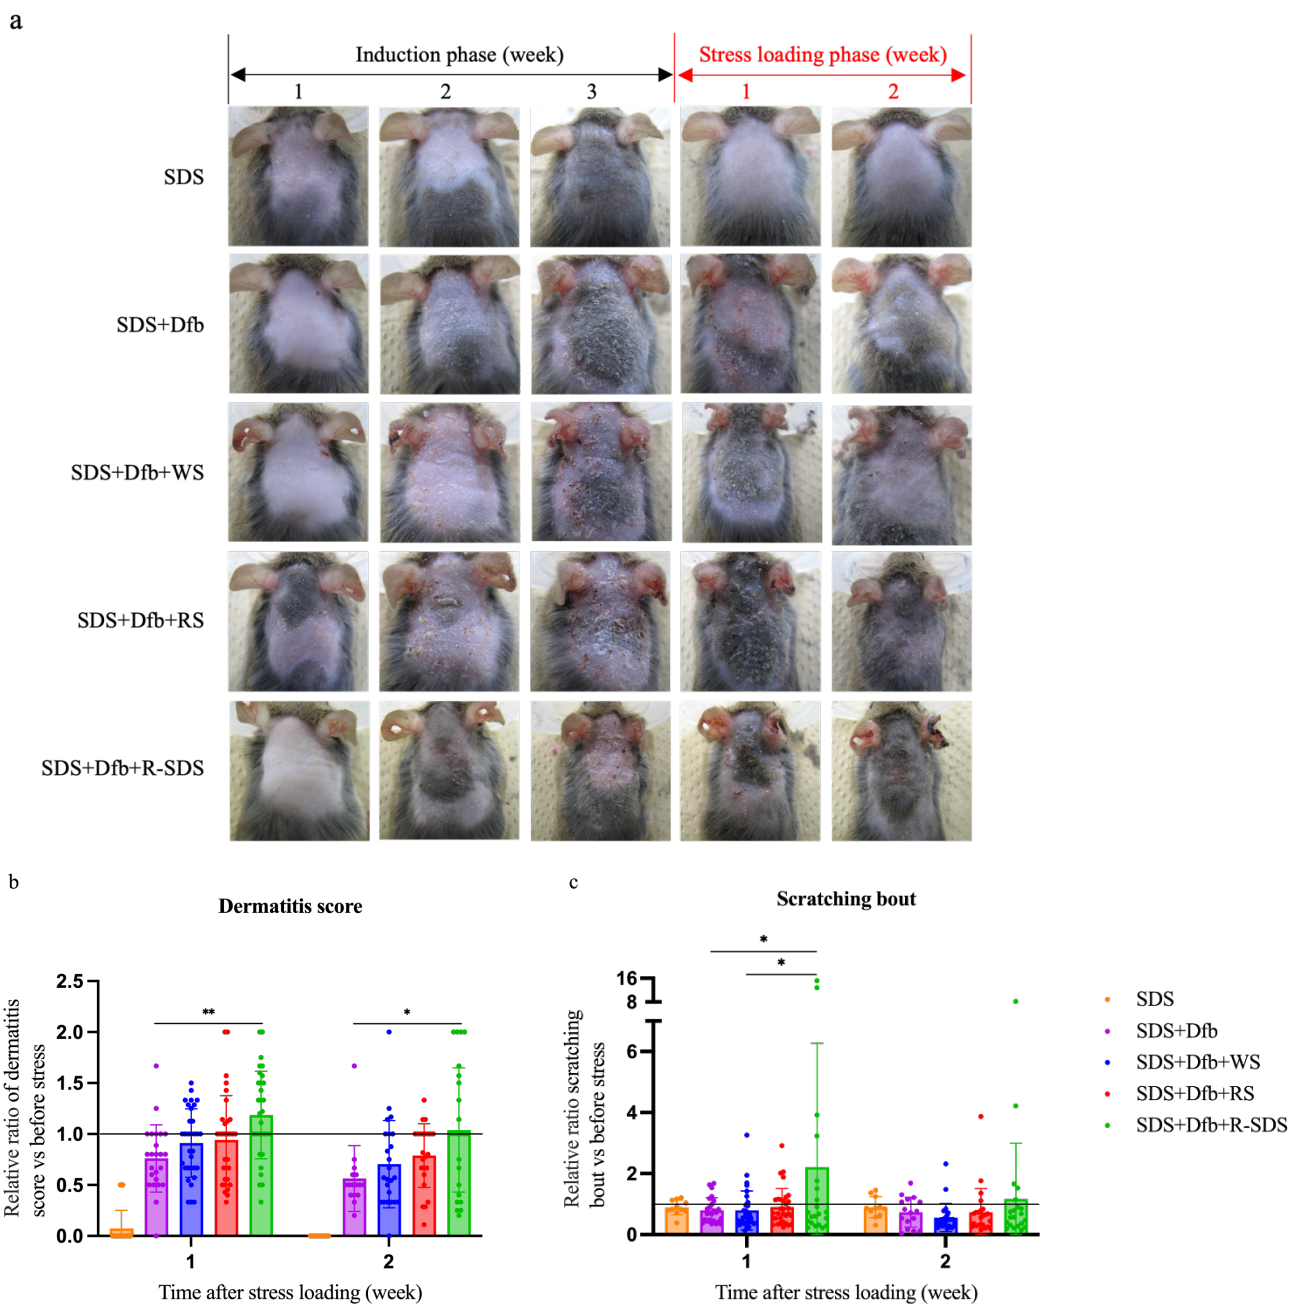 a
Induction phase (week)
Stress loading phase (week)
1
2
3
1
2
SDS
SDS+Dfb
SDS+Dfb+WS
SDS+Dfb+RS
SDS+Dfb+R-SDS
b
Dermatitis score
Relative ratio of dermatitis
score vs before stress
2.5
2.0
1.5
1.0
0.5
0.0
**
*
1
2
Time after stress loading (week)
c
Scratching bout
Relative ratio scratching
bout vs before stress
16
8
6
4
2
0
*
*
1
2
Time after stress loading (week)
SDS
SDS+Dfb
SDS+Dfb+WS
SDS+Dfb+RS
SDS+Dfb+R-SDS